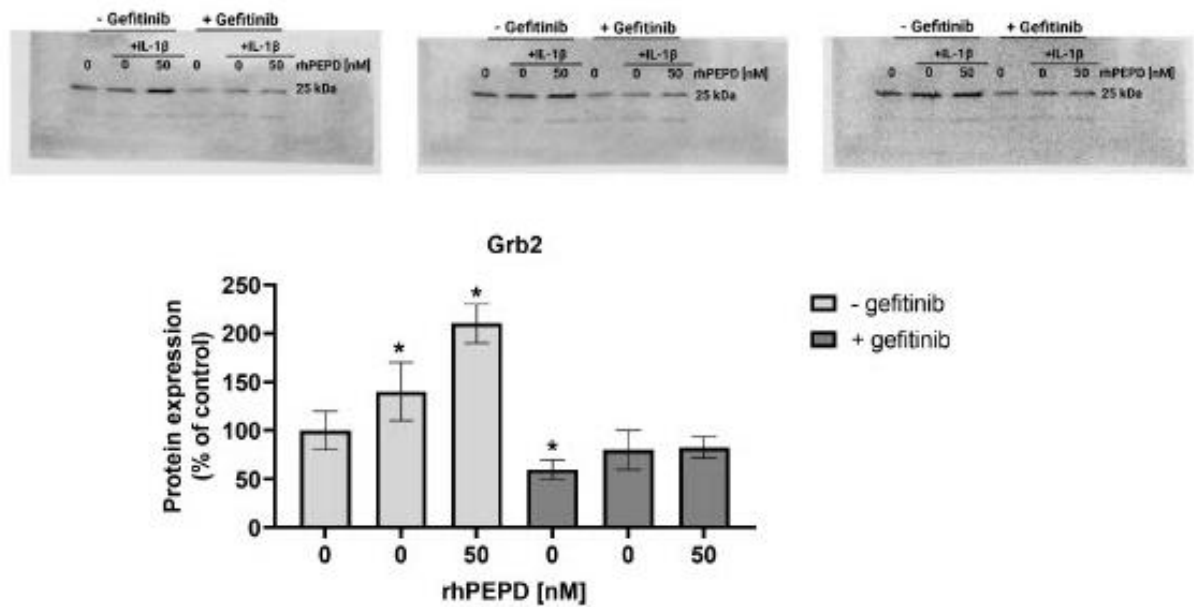 - Gefitinib + Gefitinib
+IL-1β +IL-1β
0 0 50 0 0 50 rhPEPD [nM]
25 kDa
- Gefitinib + Gefitinib
+IL-1β +IL-1β
0 0 50 0 0 50 rhPEPD [nM]
25 kDa
- Gefitinib + Gefitinib
+IL-1β +IL-1β
0 0 50 0 0 50 rhPEPD [nM]
25 kDa
Grb2
Protein expression
(% of control)
250
200
150
100
50
0
* * *
0 0 50 0 0 50
rhPEPD [nM]
- gefitinib
+ gefitinib